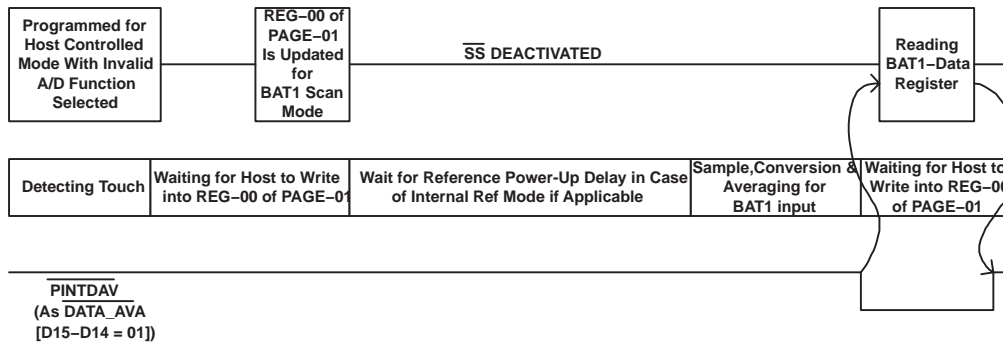 Programmed for
Host Controlled
Mode With Invalid
A/D Function
Selected
REG–00 of
PAGE–01
Is Updated
for
BAT1 Scan
Mode
SS DEACTIVATED
Reading
BAT1–Data
Register
Detecting Touch
Waiting for Host to Write
into REG–00 of PAGE–01
Wait for Reference Power-Up Delay in Case
of Internal Ref Mode if Applicable
Sample,Conversion &
Averaging for
BAT1 input
Waiting for Host to
Write into REG–00
of PAGE–01
PINTDAV
(As DATA_AVA
[D15–D14 = 01])